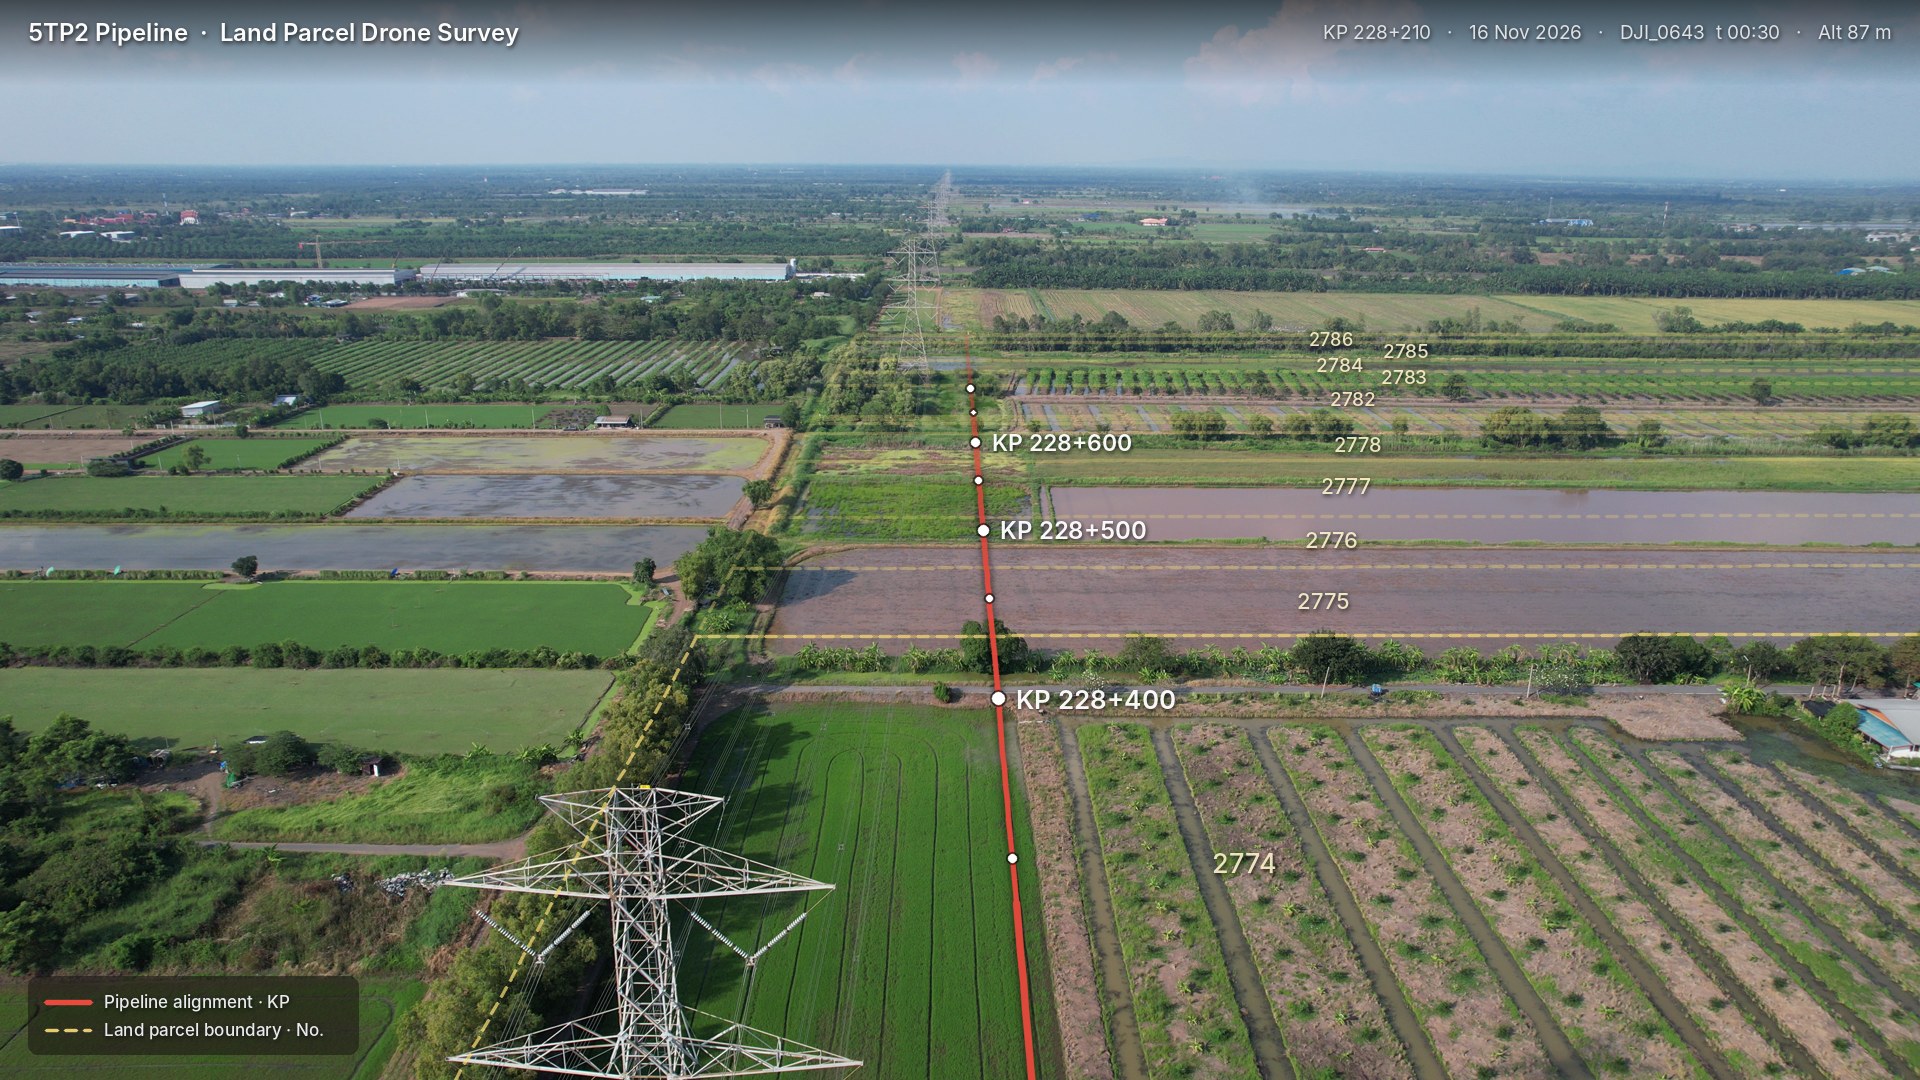 5TP2 Pipeline · Land Parcel Drone Survey
KP 228+210 · 16 Nov 2026 · DJI_0643 t 00:30 · Alt 87 m
2786
2785
2784
2783
2782
KP 228+600
2778
2777
KP 228+500
2776
2775
KP 228+400
2774
Pipeline alignment · KP
Land parcel boundary · No.